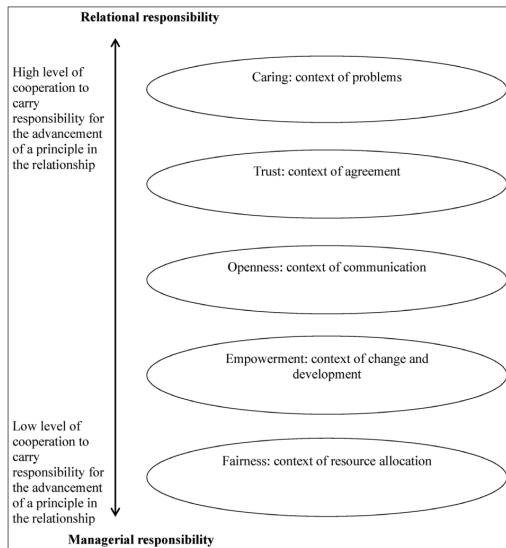 Relational responsibility
High level of
cooperation to
carry
responsibility for
the advancement
of a principle in
the relationship
Caring: context of problems
Trust: context of agreement
Openness: context of communication
Empowerment: context of change and
development
Low level of
cooperation to
carry
responsibility for
the advancement
of a principle in
the relationship
Fairness: context of resource allocation
Managerial responsibility